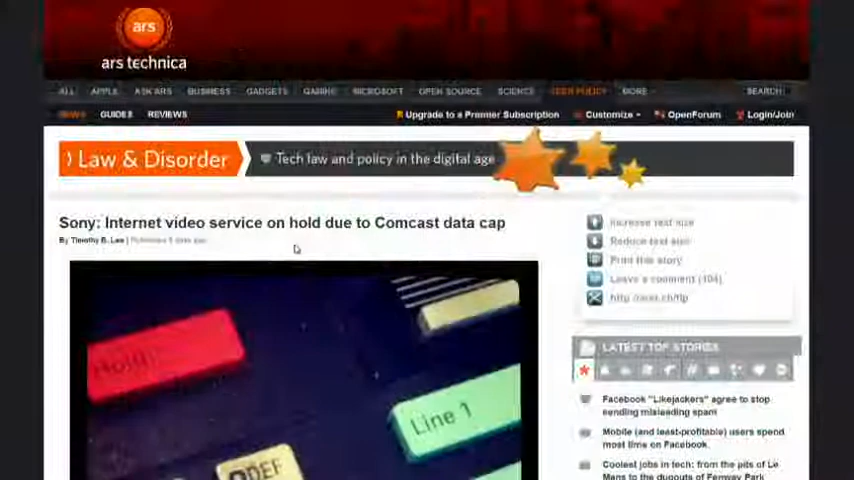 ars
ars technica
ALL APPLE ASK ARS BUSINESS GADGETS GAMING MICROSOFT OPEN SOURCE SCIENCE TECH POLICY MORE SEARCH
NEWS GUIDES REVIEWS Upgrade to a Premier Subscription Customize OpenForum Login/Join
Law & Disorder Tech law and policy in the digital age
Sony: Internet video service on hold due to Comcast data cap
By Timothy B. Lee | Published 5 days ago
Increase text size
Reduce text size
Print this story
Leave a comment (104)
LATEST TOP STORIES
Hold
Line 1
DEF
Facebook "Likejackers" agree to stop
sending misleading spam
Mobile (and least-profitable) users spend
most time on Facebook.
Coolest jobs in tech: from the pits of Le
Mans to the dugouts of Fenway Park